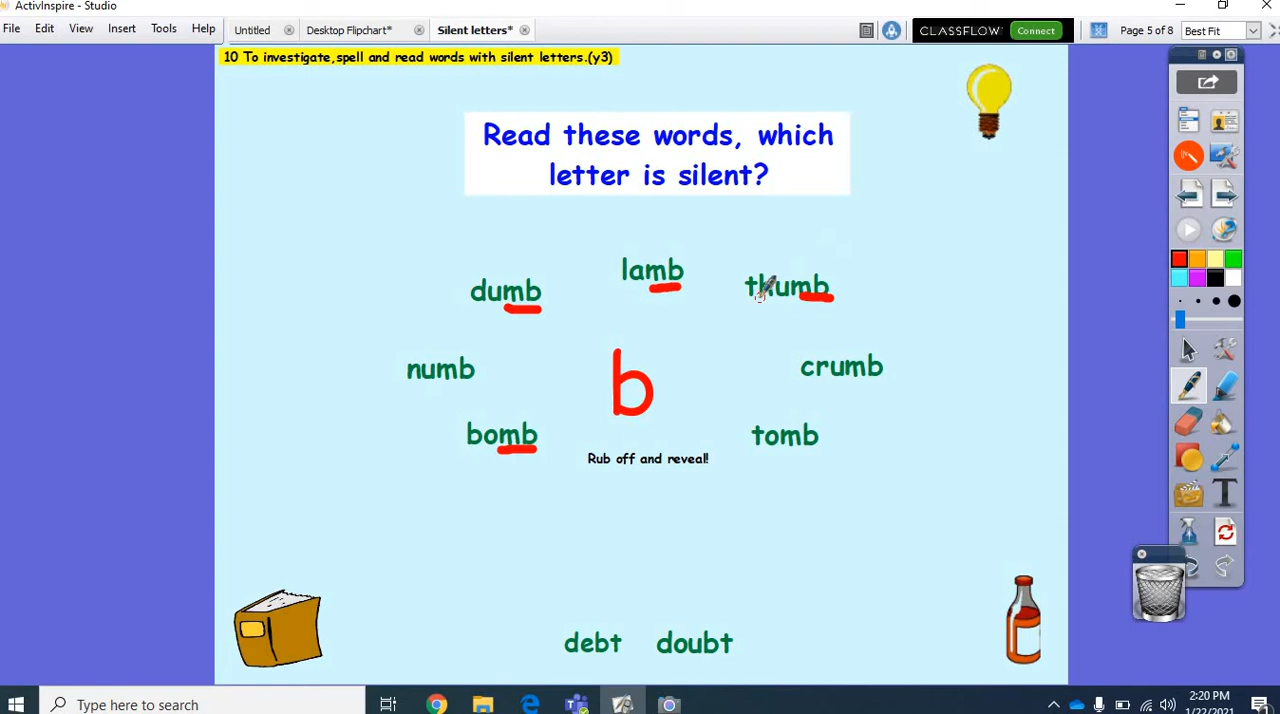 ActivInspire - Studio
File Edit View Insert Tools Help
Untitled Desktop Flipchart* Silent letters*
CLASSFLOW Connect
Page 5 of 8 Best Fit
10 To investigate,spell and read words with silent letters.(y3)
Read these words, which
letter is silent?
dumb lamb thumb
numb b crumb
bomb tomb
Rub off and reveal!
debt doubt
Type here to search
2:20 PM
1/22/2021